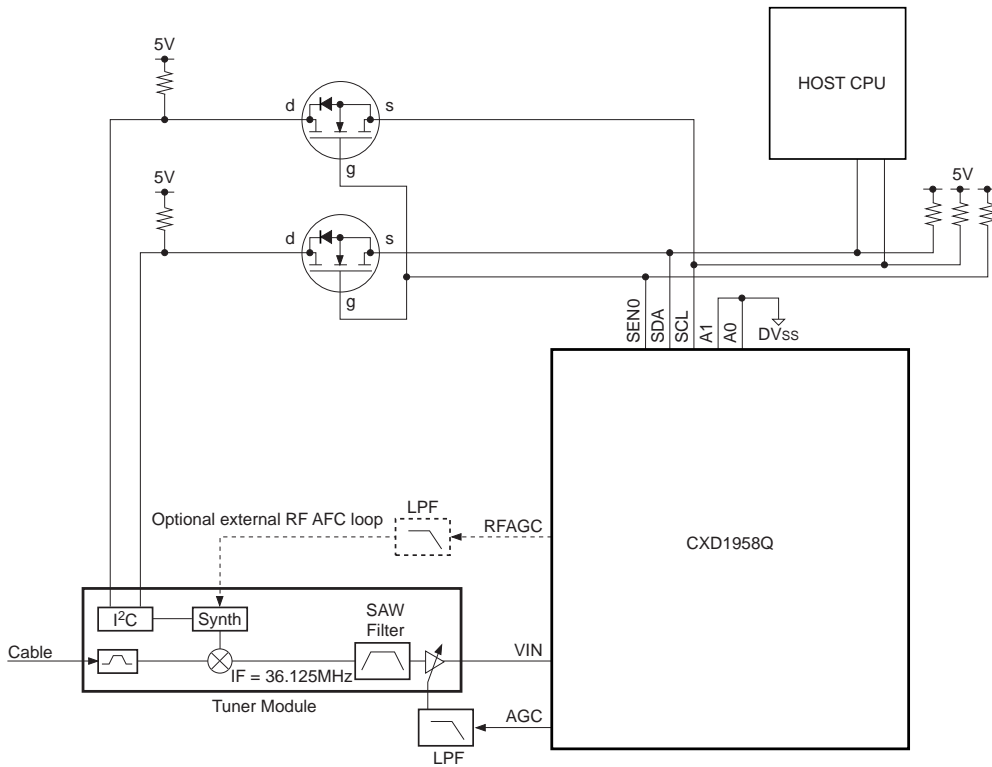 5V
HOST CPU
d
s
g
5V
5V
d
s
g
SEN0
SDA
SCL
A1
A0
DVss
LPF
Optional external RF AFC loop
RFAGC
CXD1958Q
I²C
Synth
SAW
Filter
Cable
VIN
IF = 36.125MHz
Tuner Module
AGC
LPF